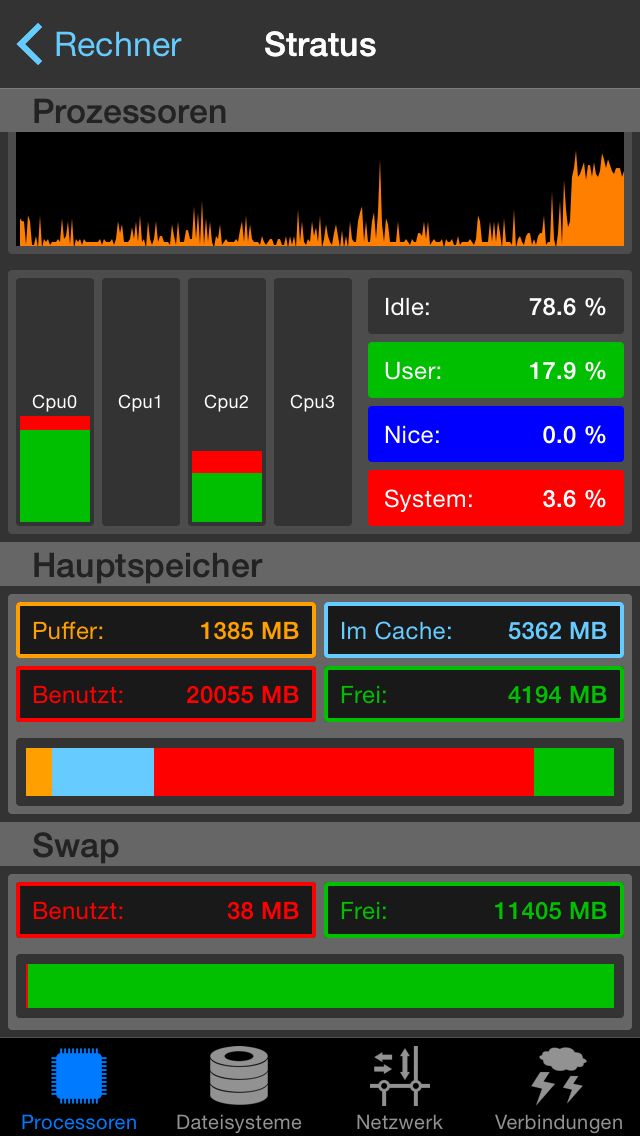 Rechner Stratus
Prozessoren
Cpu0 Cpu1 Cpu2 Cpu3
Idle: 78.6 %
User: 17.9 %
Nice: 0.0 %
System: 3.6 %
Hauptspeicher
Puffer: 1385 MB Im Cache: 5362 MB
Benutzt: 20055 MB Frei: 4194 MB
Swap
Benutzt: 38 MB Frei: 11405 MB
Processoren Dateisysteme Netzwerk Verbindungen